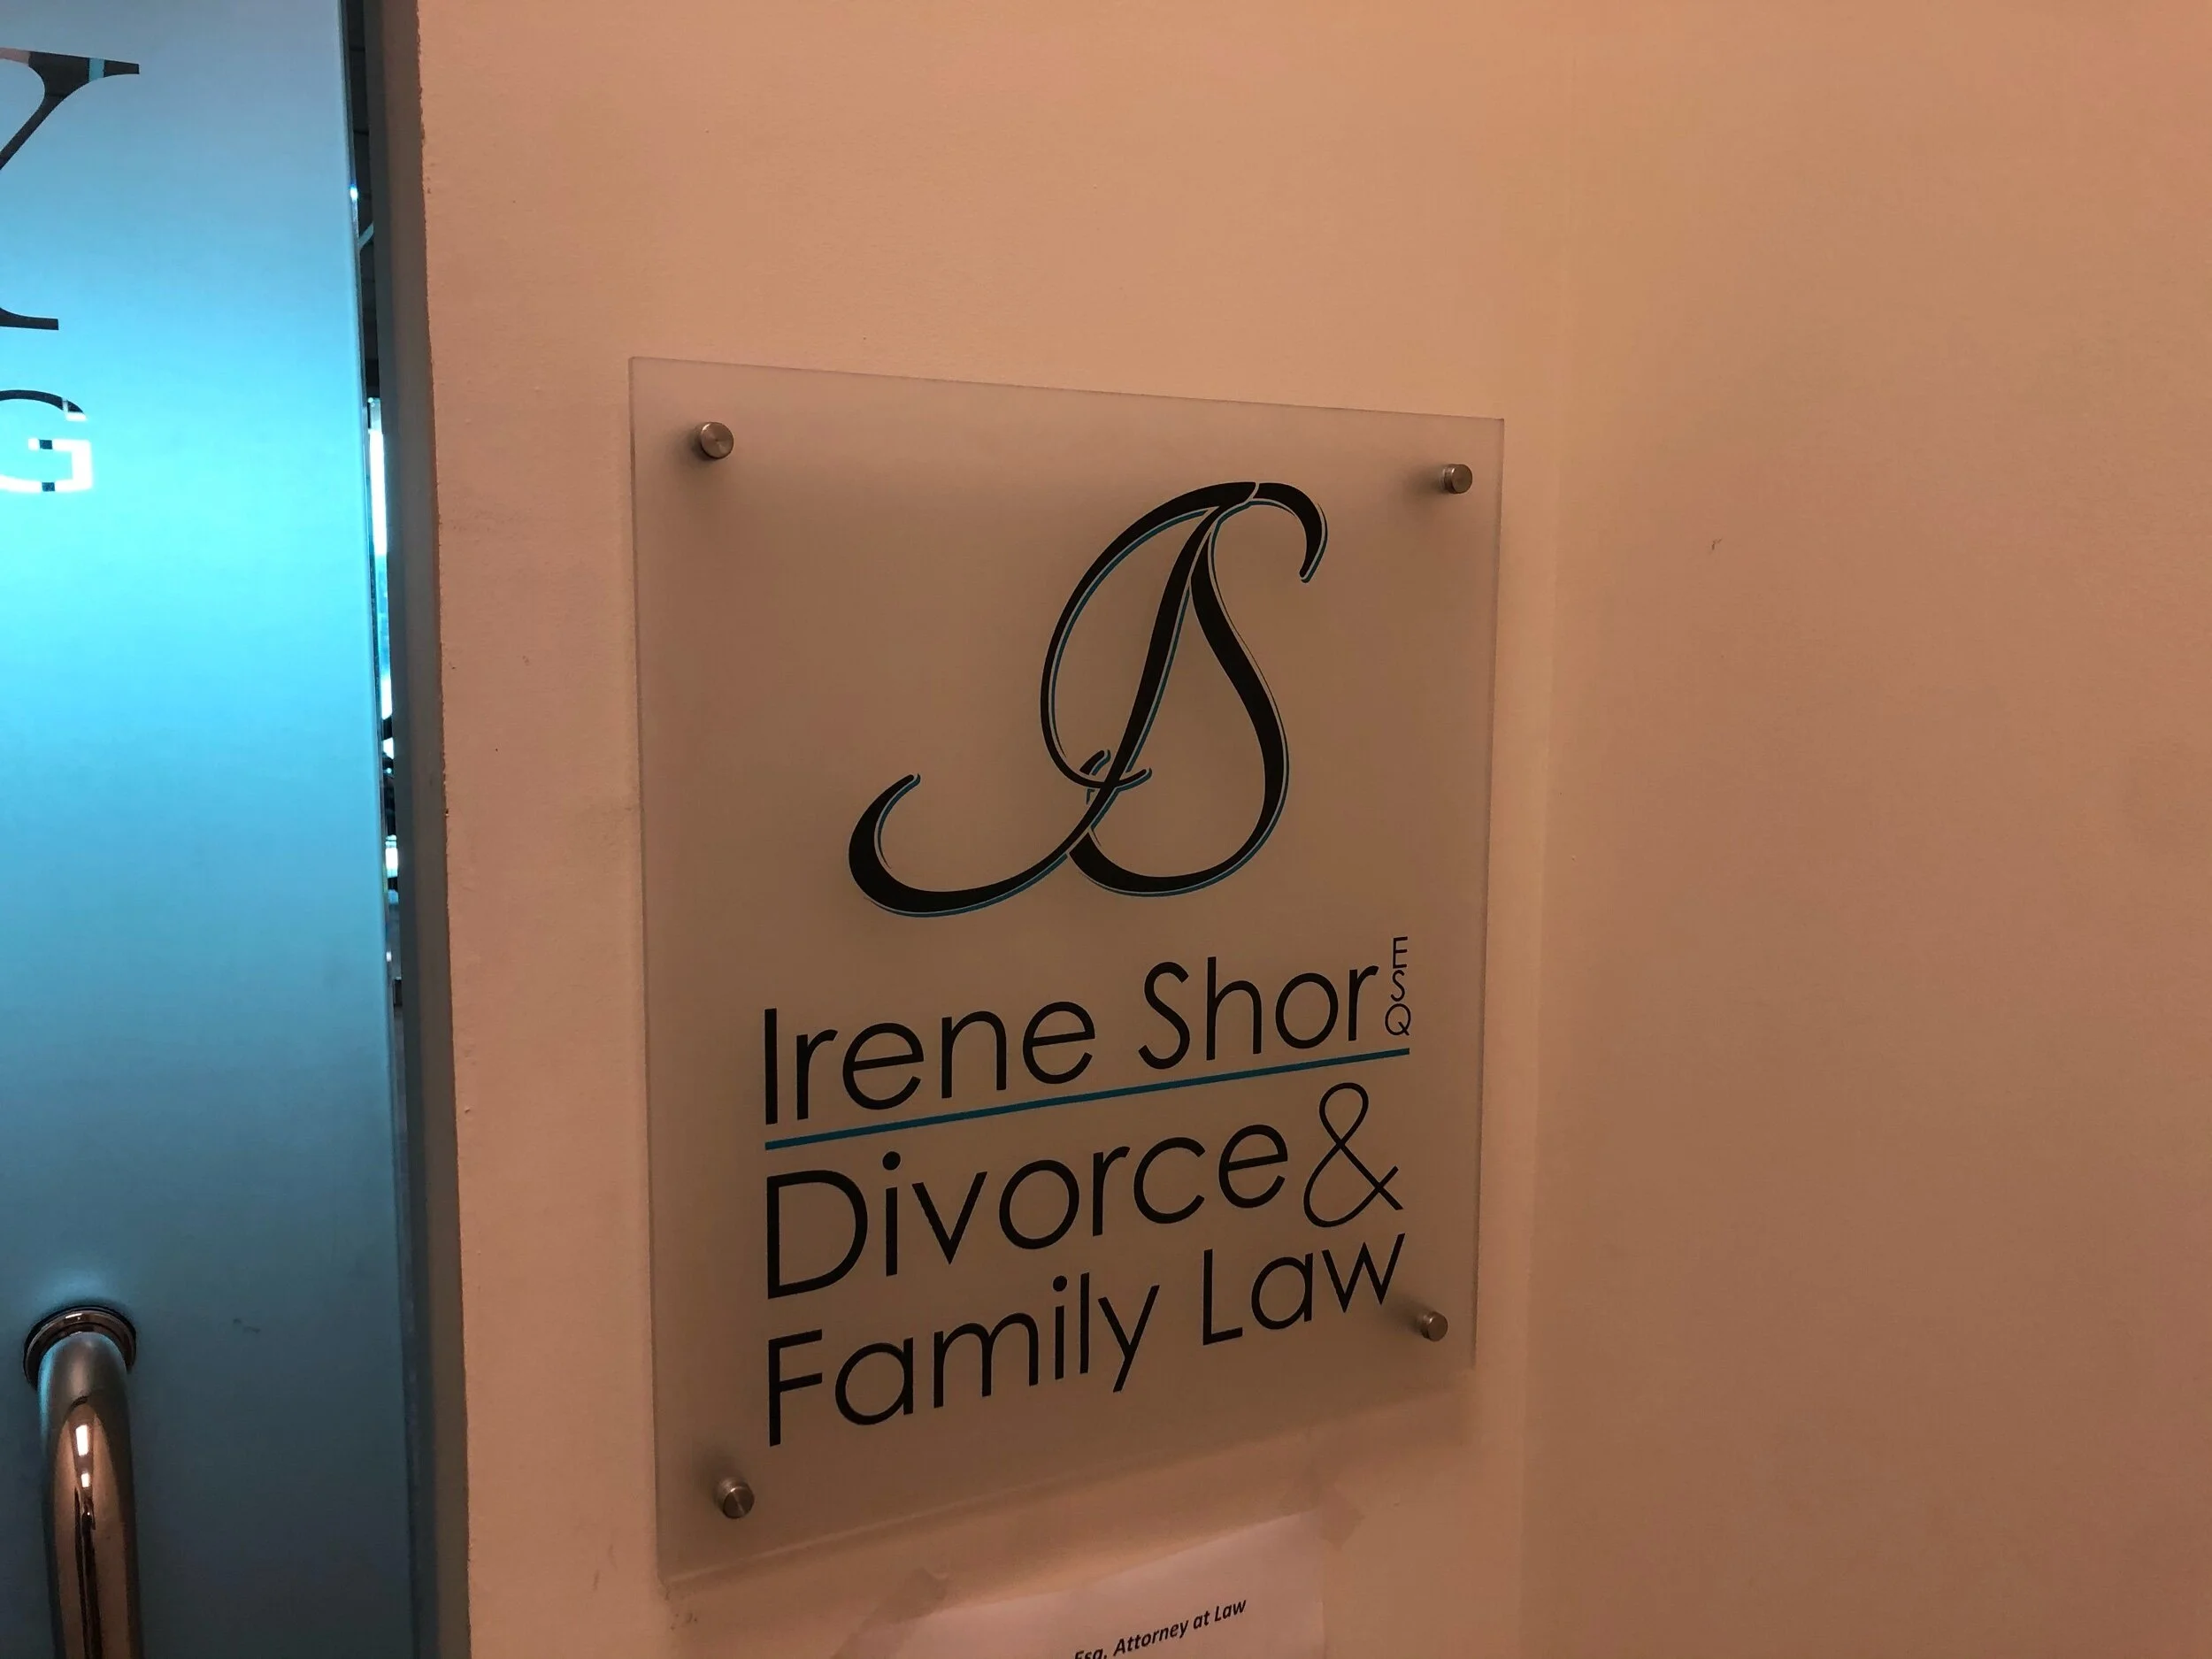 Y
G
IS
Irene Shor ESQ
Divorce &
Family Law
Esq. Attorney at Law